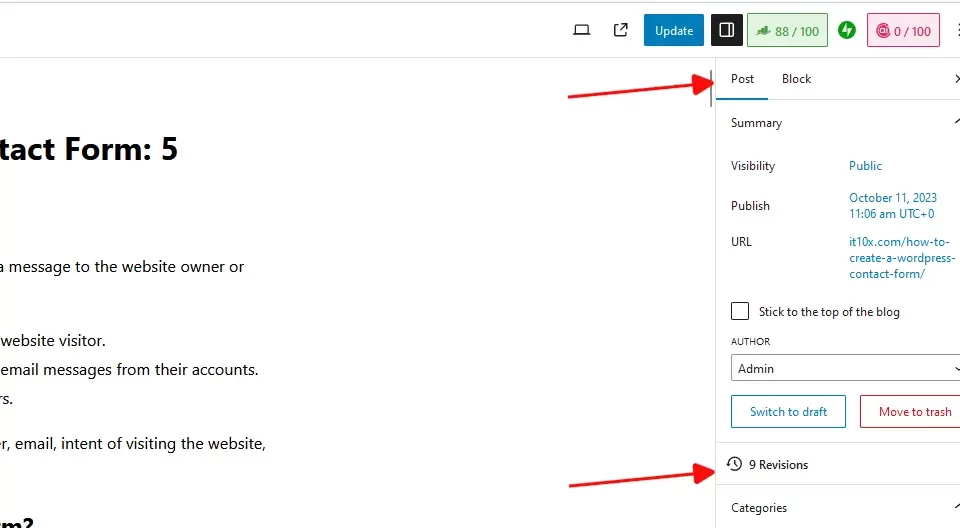 Update
88 / 100
0 / 100
Post Block
tact Form: 5
Summary
Visibility Public
Publish October 11, 2023
11:06 am UTC+0
URL it10x.com/how-to-
create-a-wordpress-
contact-form/
a message to the website owner or
Stick to the top of the blog
website visitor.
AUTHOR
email messages from their accounts.
Admin
rs.
Switch to draft Move to trash
r, email, intent of visiting the website,
9 Revisions
Categories
rm?